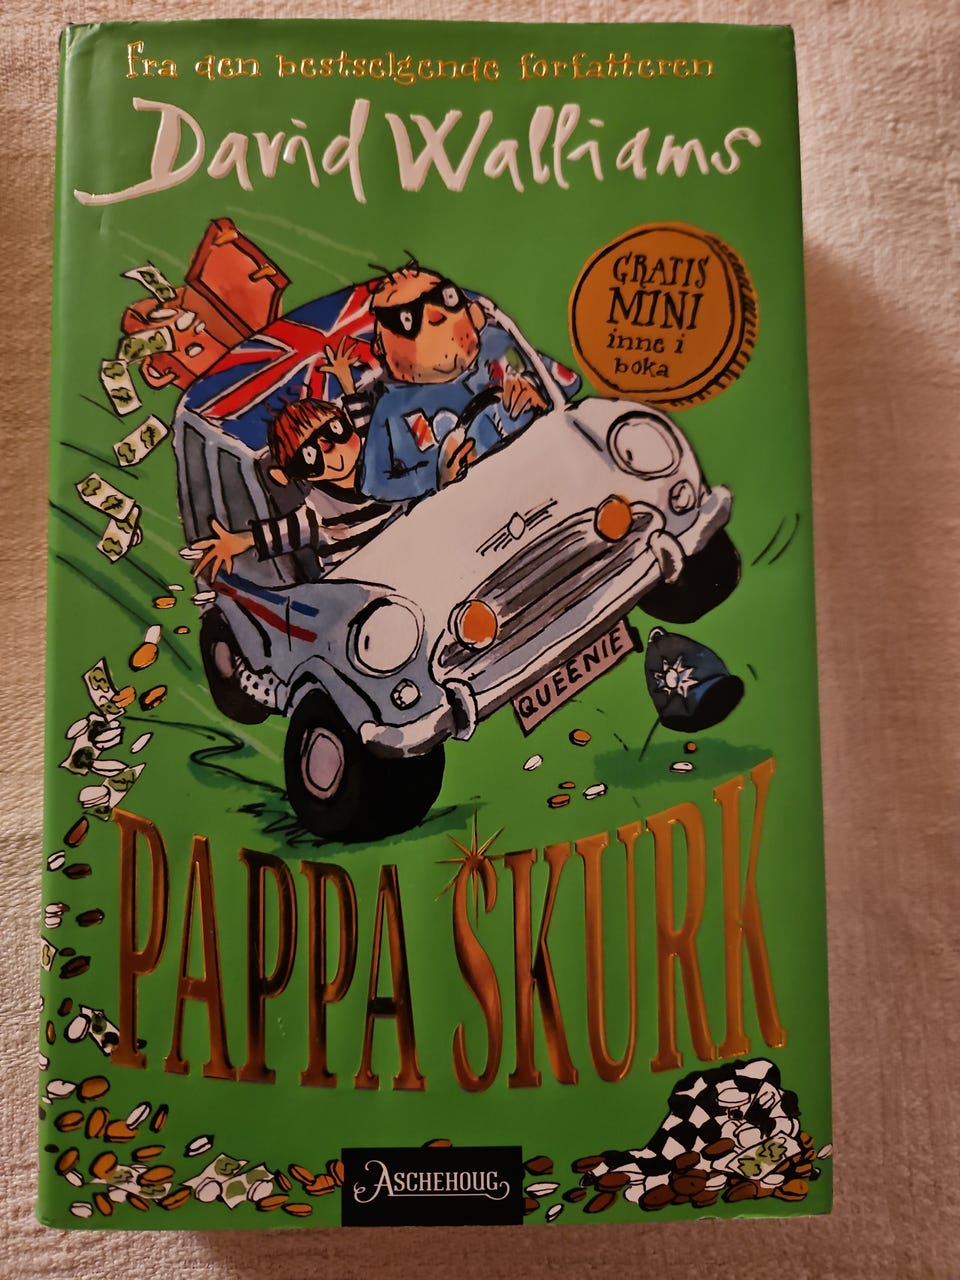 Fra den bestselgende forfatteren
David Walliams
GRATIS
MINI
inne i
boka
QUEENIE
PAPPA SKURK
ASCHEHOUG